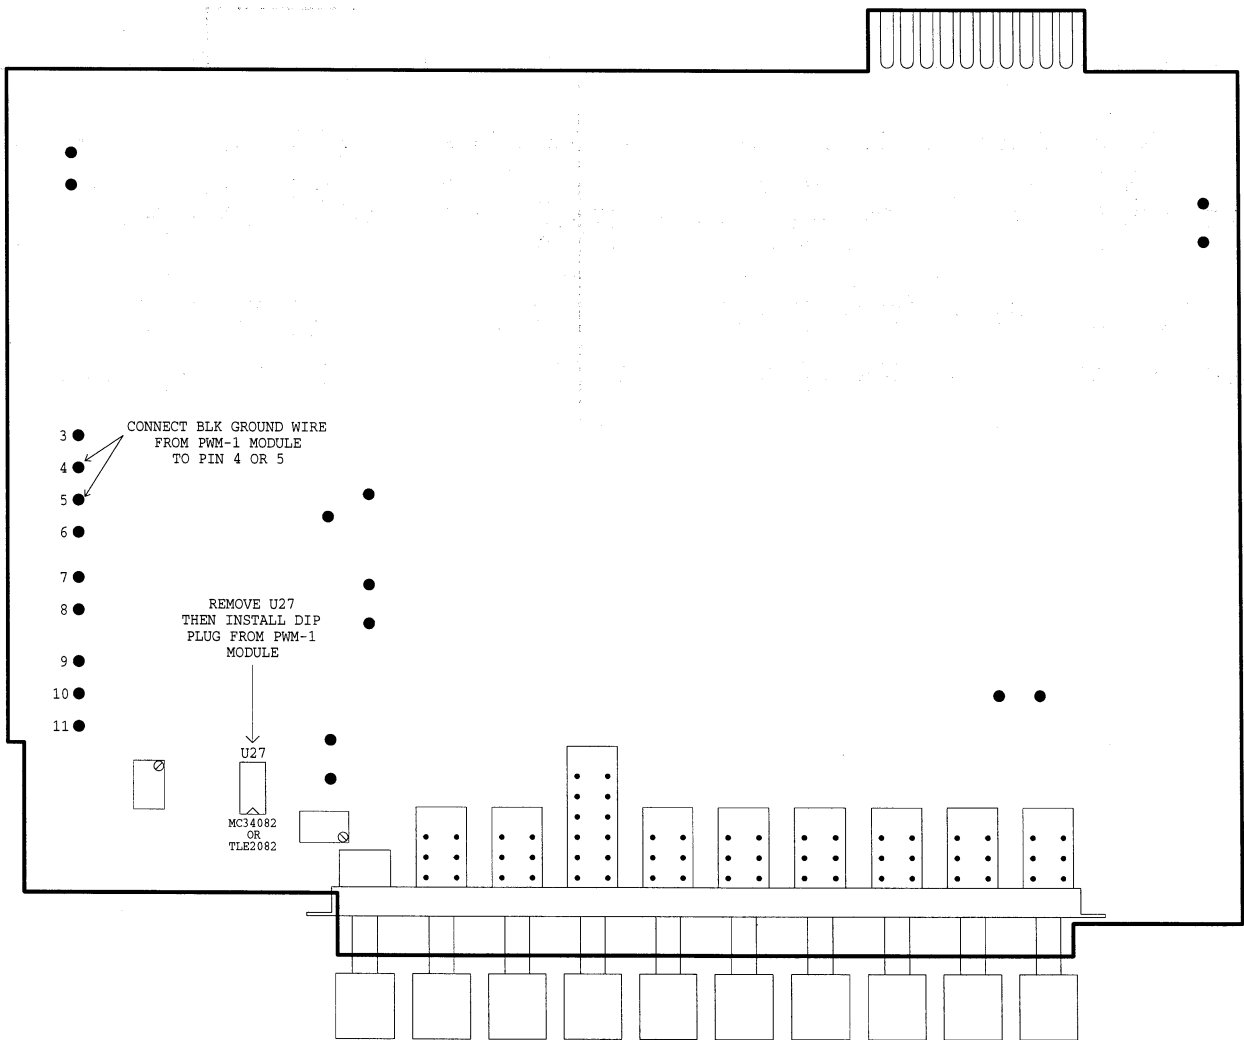 3
CONNECT BLK GROUND WIRE
FROM PWM-1 MODULE
TO PIN 4 OR 5
4
5
6
7
8
REMOVE U27
THEN INSTALL DIP
PLUG FROM PWM-1
MODULE
9
10
11
U27
MC34082
OR
TLE2082